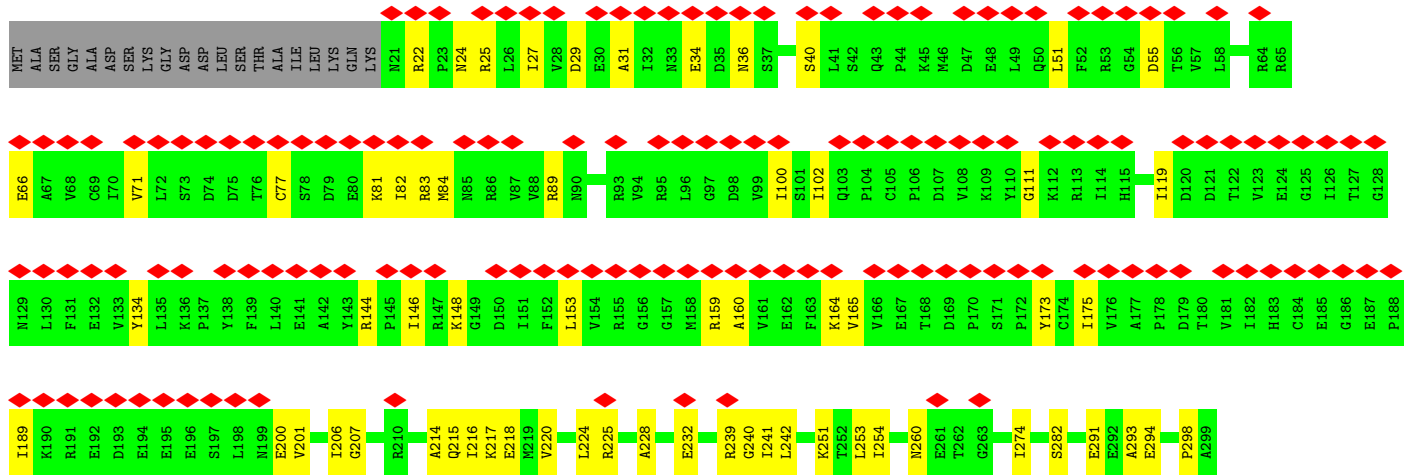 MET ALA SER GLY ALA ASP SER LYS GLY ASP ASP LEU SER THR ALA ILE LEU LYS GLN LYS N21 R22 P23 N24 R25 L26 I27 V28 D29 E30 A31 I32 N33 E34 D35 N36 S37 S40 L41 S42 Q43 P44 K45 M46 D47 E48 L49 Q50 L51 F52 R53 G54 D55 T56 V57 L58 R64 R65
E66 A67 V68 C69 I70 V71 L72 S73 D74 D75 T76 C77 S78 D79 E80 K81 I82 R83 M84 N85 R86 V87 V88 R89 N90 R93 V94 R95 L96 G97 D98 V99 I100 S101 I102 Q103 P104 C105 P106 D107 V108 K109 Y110 G111 K112 R113 I114 H115 I119 D120 D121 T122 V123 E124 G125 I126 T127 G128
N129 L130 F131 E132 V133 Y134 L135 K136 P137 Y138 F139 L140 E141 A142 Y143 R144 P145 I146 R147 K148 G149 D150 I151 F152 L153 V154 R155 G156 G157 M158 R159 A160 V161 E162 F163 K164 V165 V166 E167 T168 D169 P170 S171 P172 Y173 C174 I175 V176 A177 P178 D179 T180 V181 I182 H183 C184 E185 G186 E187 P188
I189 K190 R191 E192 D193 E194 E195 E196 S197 L198 N199 E200 V201 I206 G207 R210 A214 Q215 I216 K217 E218 M219 V220 L224 R225 A228 E232 R239 G240 I241 L242 K251 T252 L253 I254 N260 E261 T262 G263 I274 S282 E291 E292 A293 E294 P298 A299